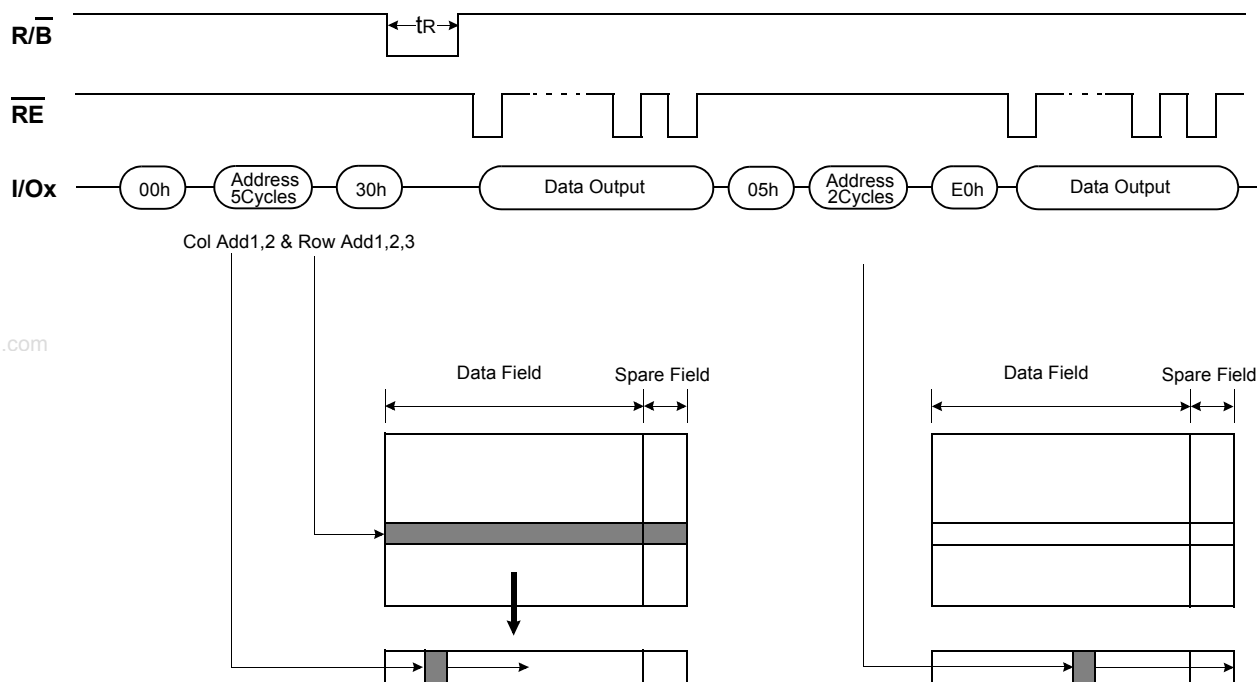 R/B
tR
RE
I/Ox
00h
Address
5Cycles
30h
Data Output
05h
Address
2Cycles
E0h
Data Output
Col Add1,2 & Row Add1,2,3
.com
Data Field
Spare Field
Data Field
Spare Field